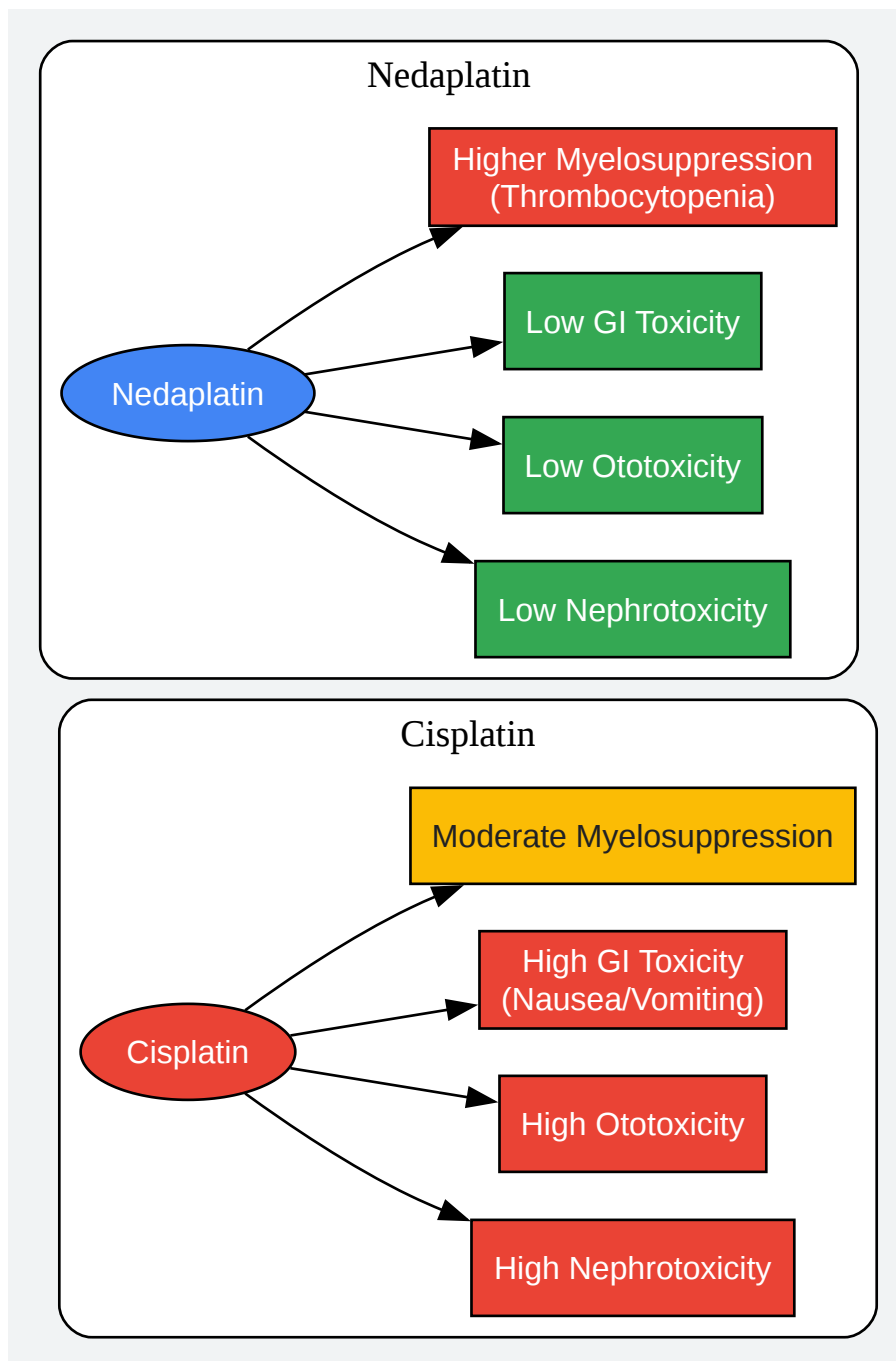 Nedaplatin
Higher Myelosuppression
(Thrombocytopenia)
Low GI Toxicity
Nedaplatin
Low Ototoxicity
Low Nephrotoxicity
Cisplatin
Moderate Myelosuppression
High GI Toxicity
(Nausea/Vomiting)
Cisplatin
High Ototoxicity
High Nephrotoxicity